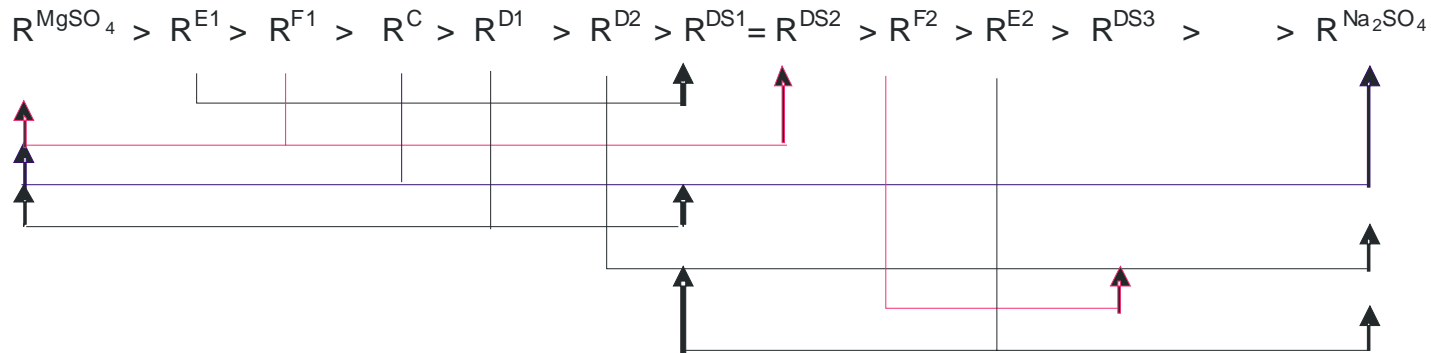 R^MgSO₄ > R^E1 > R^F1 > R^C > R^D1 > R^D2 > R^DS1 = R^DS2 > R^F2 > R^E2 > R^DS3 > > R^Na₂SO₄